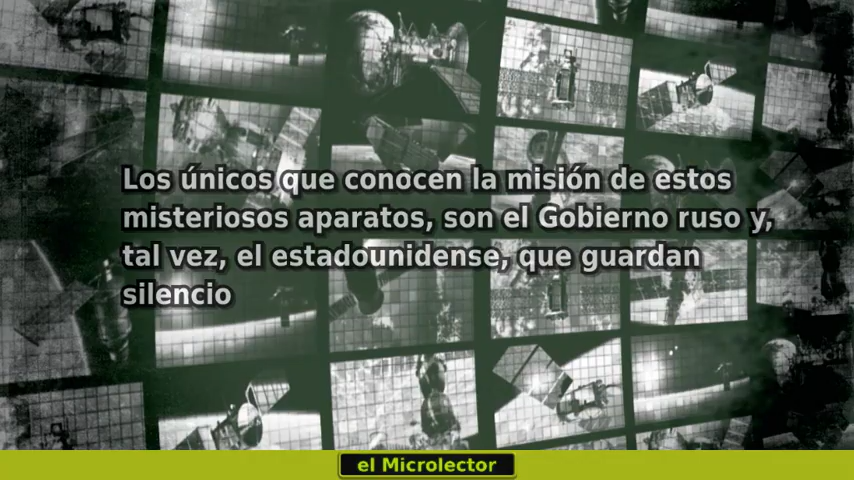 Los únicos que conocen la misión de estos
misteriosos aparatos, son el Gobierno ruso y,
tal vez, el estadounidense, que guardan
silencio
el Microlector